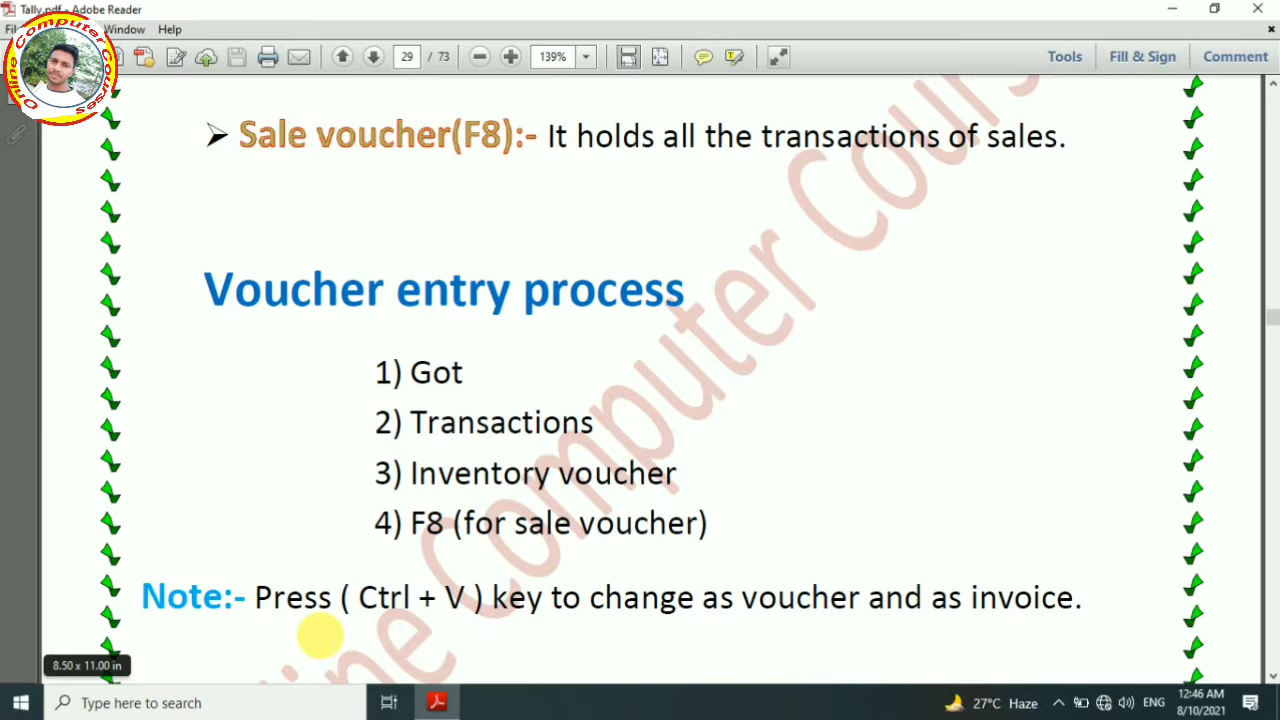 Tally.pdf - Adobe Reader
Window Help
29 / 73 139% Tools Fill & Sign Comment
Online Computer Courses
➤ Sale voucher(F8):- It holds all the transactions of sales.
Voucher entry process
1) Got
2) Transactions
3) Inventory voucher
4) F8 (for sale voucher)
Note:- Press ( Ctrl + V ) key to change as voucher and as invoice.
8.50 x 11.00 in
Type here to search
27°C Haze ENG 12:46 AM
8/10/2021